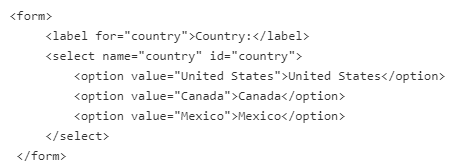 <form>
<label for="country">Country:</label>
<select name="country" id="country">
<option value="United States">United States</option>
<option value="Canada">Canada</option>
<option value="Mexico">Mexico</option>
</select>
</form>